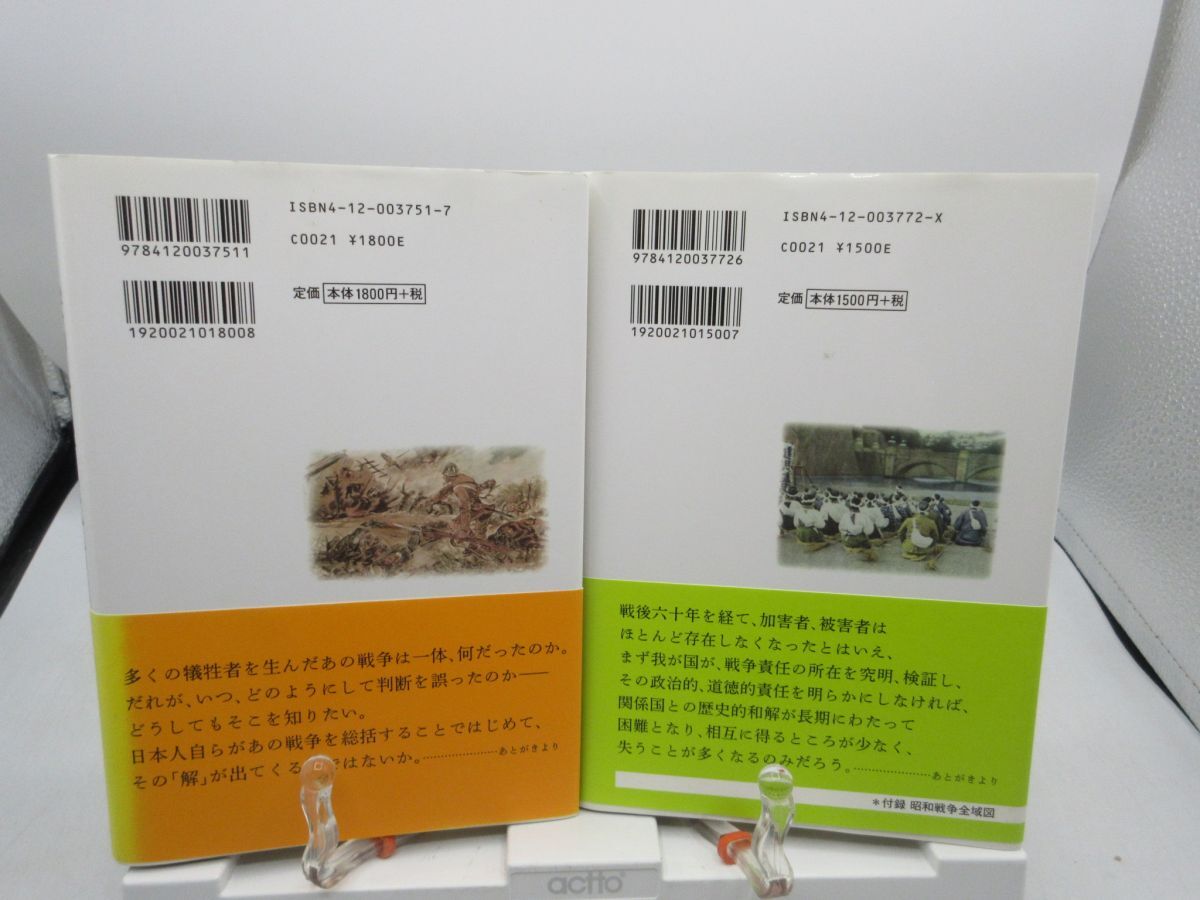 ISBN4-12-003751-7
9784120037511
C0021 ¥1800E
定価 本体1800円+税
1920021018008
多くの犠牲者を生んだあの戦争は一体、何だったのか。
だれが、いつ、どのようにして判断を誤ったのか――
どうしてもそこを知りたい。
日本人自らがあの戦争を総括することではじめて、
その「解」が出てくる ではないか。…………………あとがきより
ISBN4-12-003772-X
9784120037726
C0021 ¥1500E
定価 本体1500円+税
1920021015007
戦後六十年を経て、加害者、被害者は
ほとんど存在しなくなったとはいえ、
まず我が国が、戦争責任の所在を究明、検証し、
その政治的、道徳的責任を明らかにしなければ、
関係国との歴史的和解が長期にわたって
困難となり、相互に得るところが少なく、
失うことが多くなるのみだろう。…………………あとがきより
*付録 昭和戦争全域図
actto